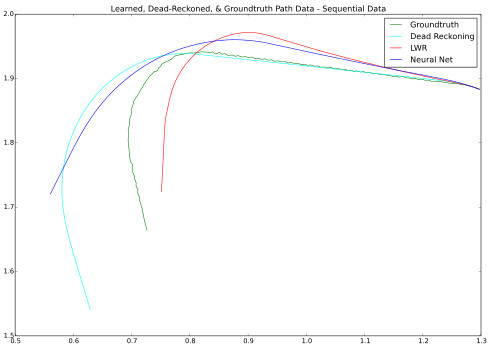 Learned, Dead-Reckoned, & Groundtruth Path Data - Sequential Data
2.0
Groundtruth
Dead Reckoning
LWR
Neural Net
1.9
1.8
1.7
1.6
1.5
0.5 0.6 0.7 0.8 0.9 1.0 1.1 1.2 1.3